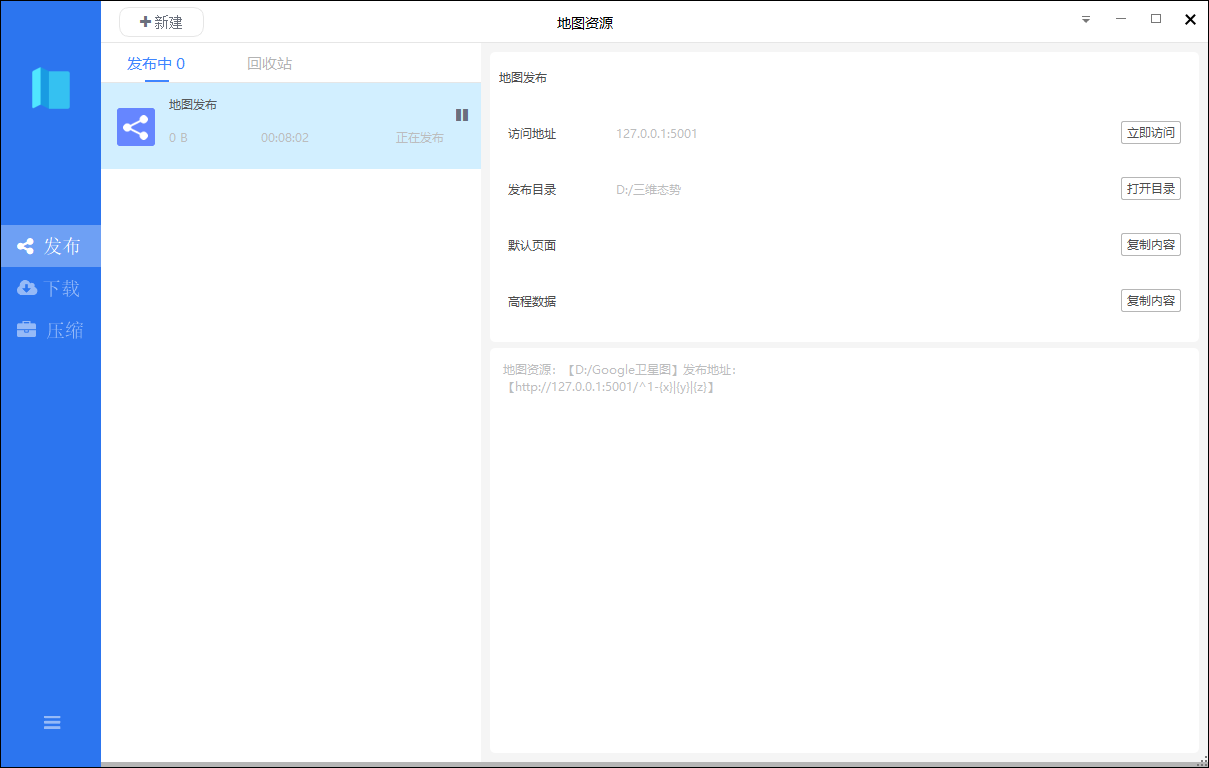 新建
地图资源
发布中 0
回收站
地图发布
0 B
00:08:02
正在发布
发布
下载
压缩
地图发布
访问地址
127.0.0.1:5001
立即访问
发布目录
D:/三维态势
打开目录
默认页面
复制内容
高程数据
复制内容
地图资源：【D:/Google卫星图】发布地址：
【http://127.0.0.1:5001/^1-{x}|{y}|{z}】